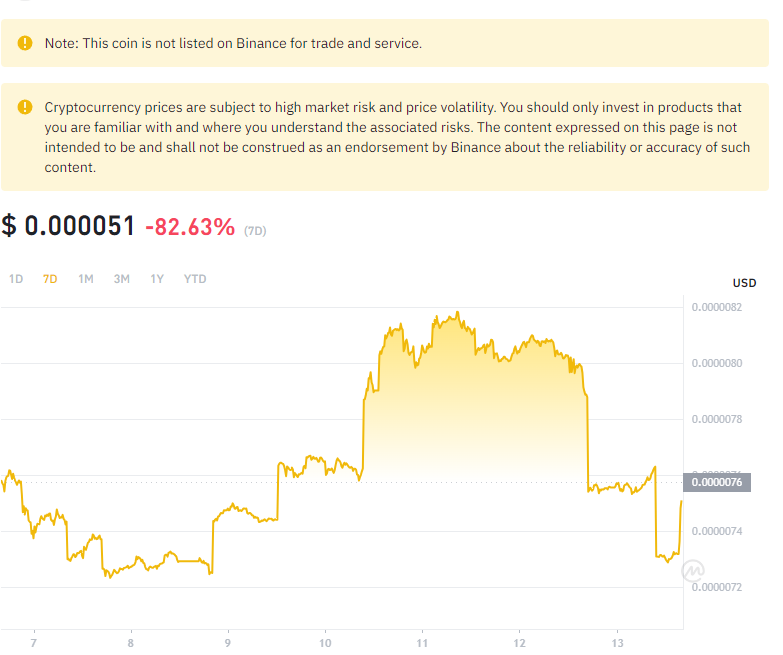 Note: This coin is not listed on Binance for trade and service.
Cryptocurrency prices are subject to high market risk and price volatility. You should only invest in products that
you are familiar with and where you understand the associated risks. The content expressed on this page is not
intended to be and shall not be construed as an endorsement by Binance about the reliability or accuracy of such
content.
$ 0.000051 -82.63% (7D)
1D 7D 1M 3M 1Y YTD
USD
0.0000082
0.0000080
0.0000078
0.0000076
0.0000074
0.0000072
7 8 9 10 11 12 13